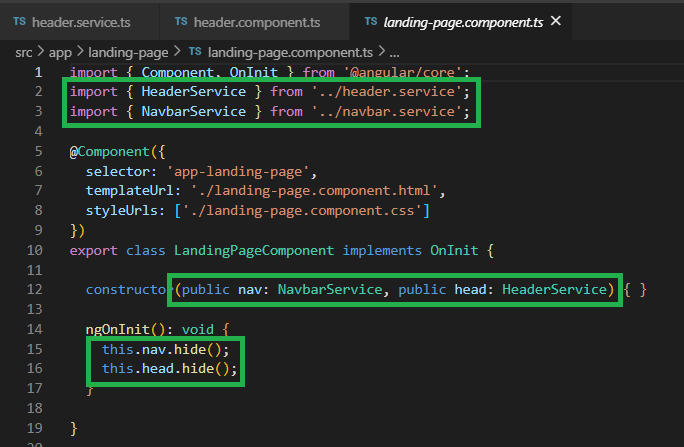 TS header.service.ts TS header.component.ts TS landing-page.component.ts ✕
src > app > landing-page > TS landing-page.component.ts > ...
1 import { Component, OnInit } from '@angular/core';
2 import { HeaderService } from '../header.service';
3 import { NavbarService } from '../navbar.service';
4
5 @Component({
6   selector: 'app-landing-page',
7   templateUrl: './landing-page.component.html',
8   styleUrls: ['./landing-page.component.css']
9 })
10 export class LandingPageComponent implements OnInit {
11
12   constructor(public nav: NavbarService, public head: HeaderService) { }
13
14   ngOnInit(): void {
15     this.nav.hide();
16     this.head.hide();
17   }
18
19 }
20